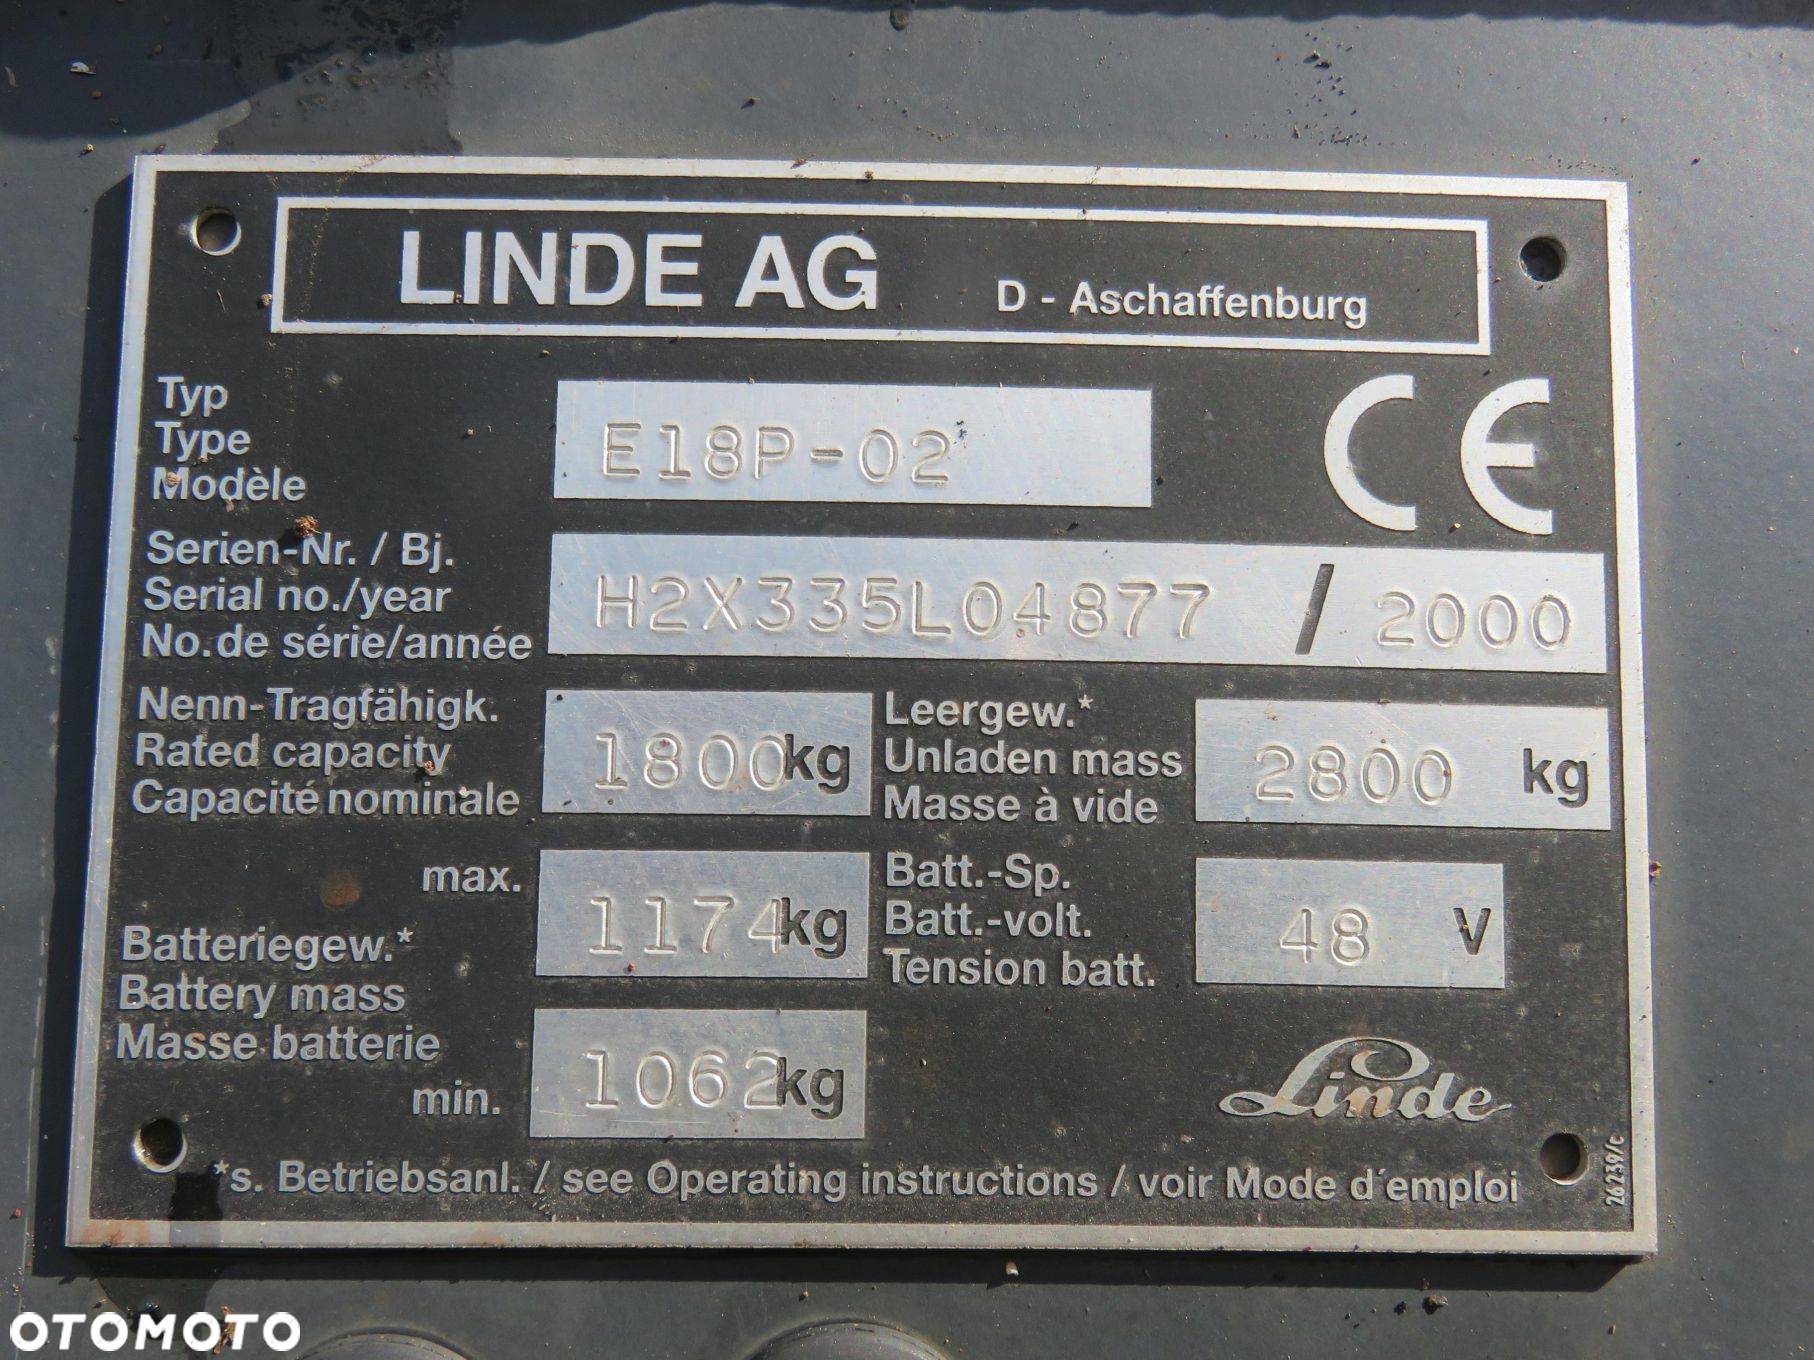 LINDE AG D - Aschaffenburg
Typ
Type
Modèle
E18P-02
CE
Serien-Nr. / Bj.
Serial no./year
No. de série/année
H2X335L04877 / 2000
Nenn-Tragfähigk.
Rated capacity
Capacité nominale
1800 kg
Leergew.*
Unladen mass
Masse à vide
2800 kg
max.
1174 kg
Batteriegew.*
Battery mass
Masse batterie
min.
1062 kg
Batt.-Sp.
Batt.-volt.
Tension batt.
48 V
Linde
*s. Betriebsanl. / see Operating instructions / voir Mode d'emploi
26239/C
OTOMOTO